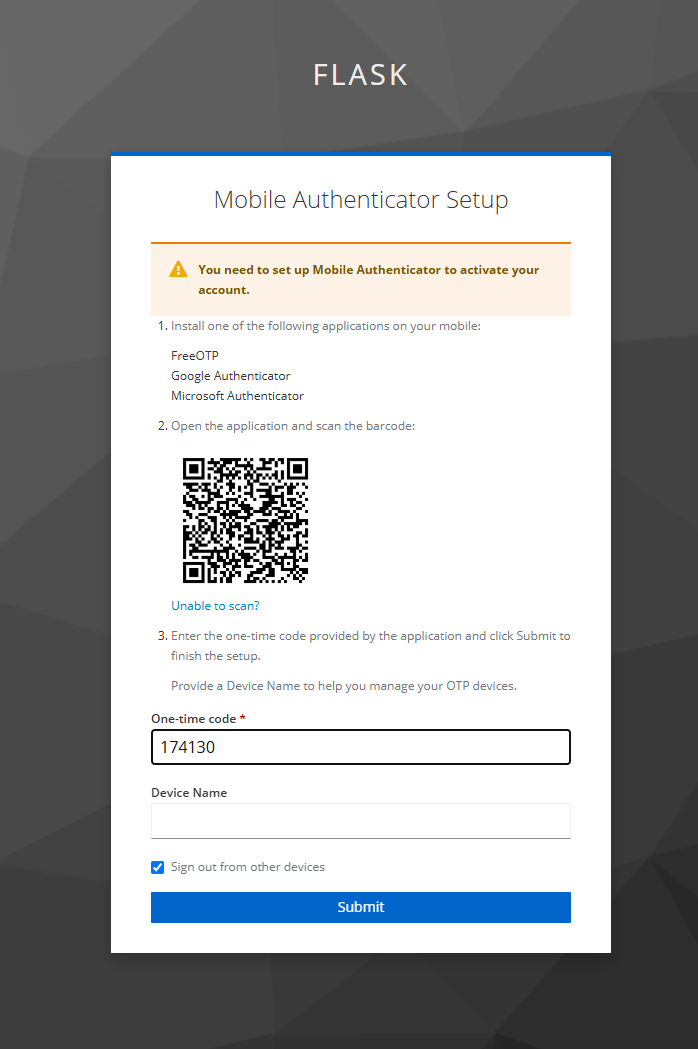 FLASK
Mobile Authenticator Setup
You need to set up Mobile Authenticator to activate your
account.
1. Install one of the following applications on your mobile:
FreeOTP
Google Authenticator
Microsoft Authenticator
2. Open the application and scan the barcode:
Unable to scan?
3. Enter the one-time code provided by the application and click Submit to
finish the setup.
Provide a Device Name to help you manage your OTP devices.
One-time code *
174130
Device Name
Sign out from other devices
Submit